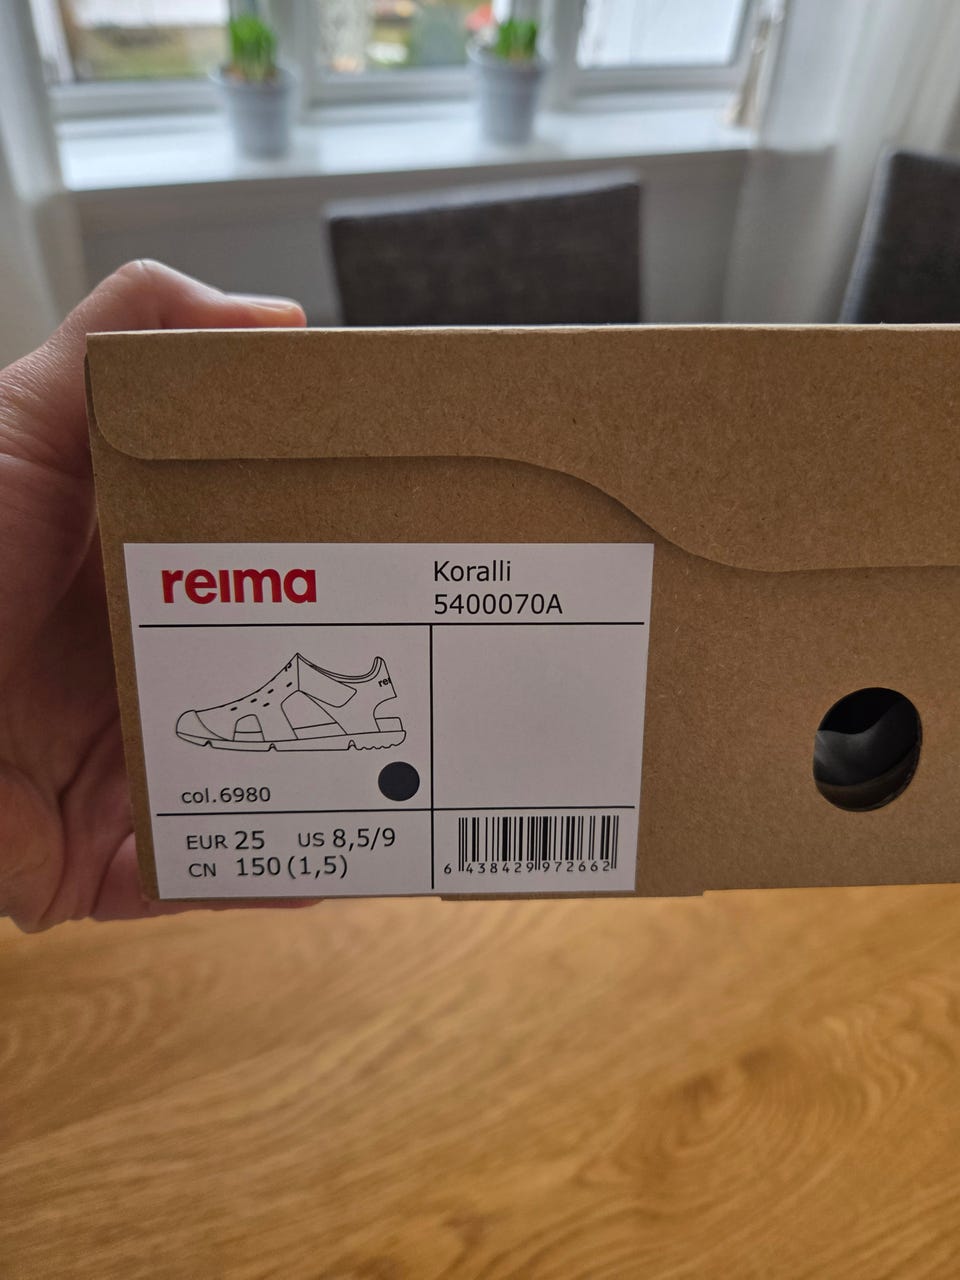 reima
Koralli
5400070A
rei
col.6980
EUR 25 US 8,5/9
CN 150 (1,5)
6 438429 972662